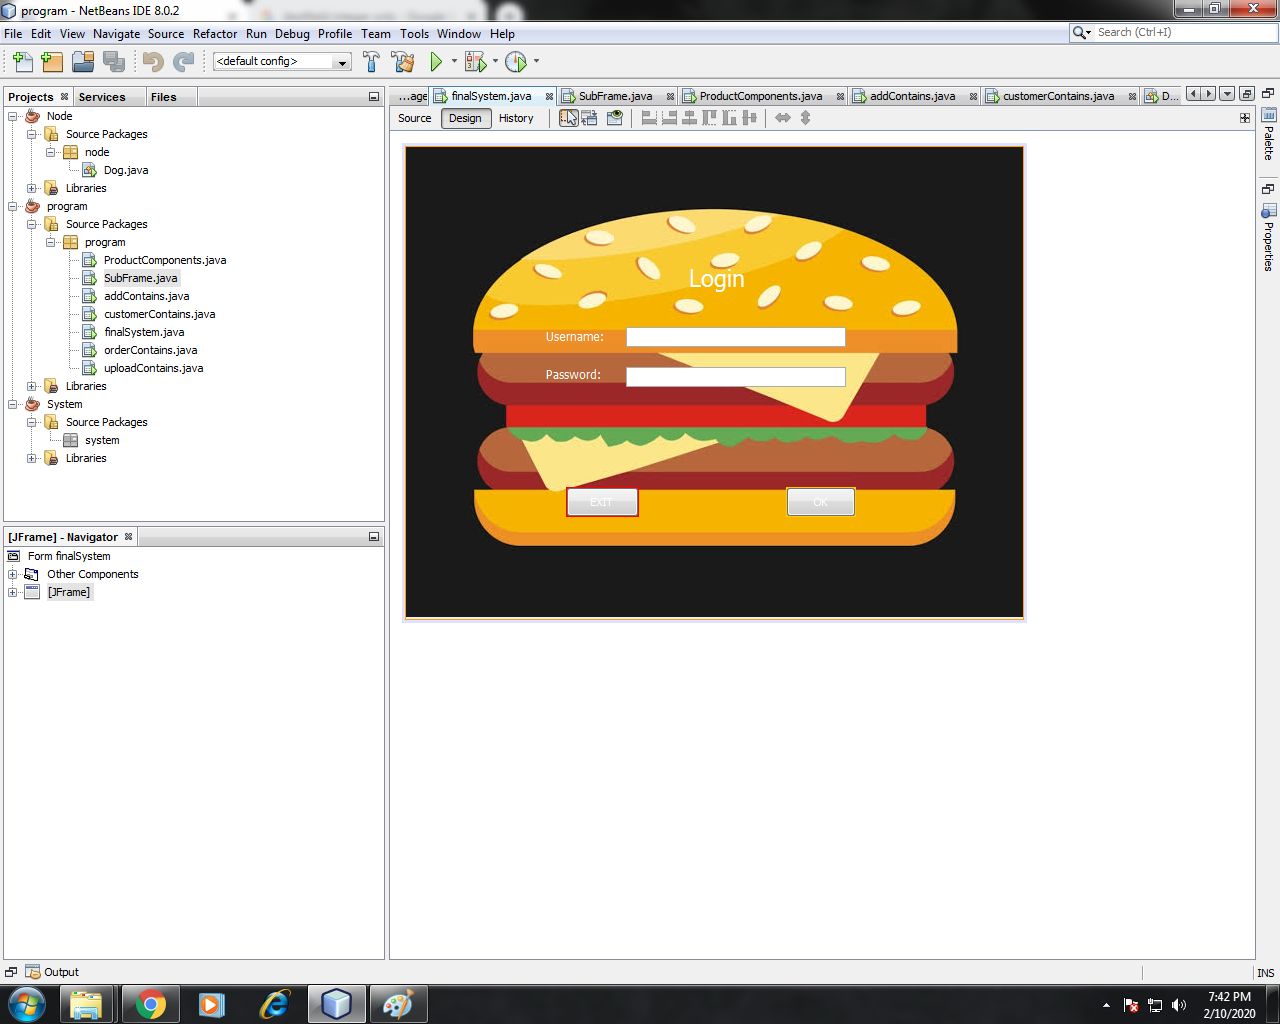 program - NetBeans IDE 8.0.2
File Edit View Navigate Source Refactor Run Debug Profile Team Tools Window Help
Search (Ctrl+I)
<default config>
Projects Services Files
...age finalSystem.java SubFrame.java ProductComponents.java addContains.java customerContains.java D...
Source Design History
Node
Source Packages
node
Dog.java
Libraries
program
Source Packages
program
ProductComponents.java
SubFrame.java
addContains.java
customerContains.java
finalSystem.java
orderContains.java
uploadContains.java
Libraries
System
Source Packages
system
Libraries
[JFrame] - Navigator
Form finalSystem
Other Components
[JFrame]
Login
Username:
Password:
EXIT OK
Palette
Properties
Output
INS
7:42 PM
2/10/2020